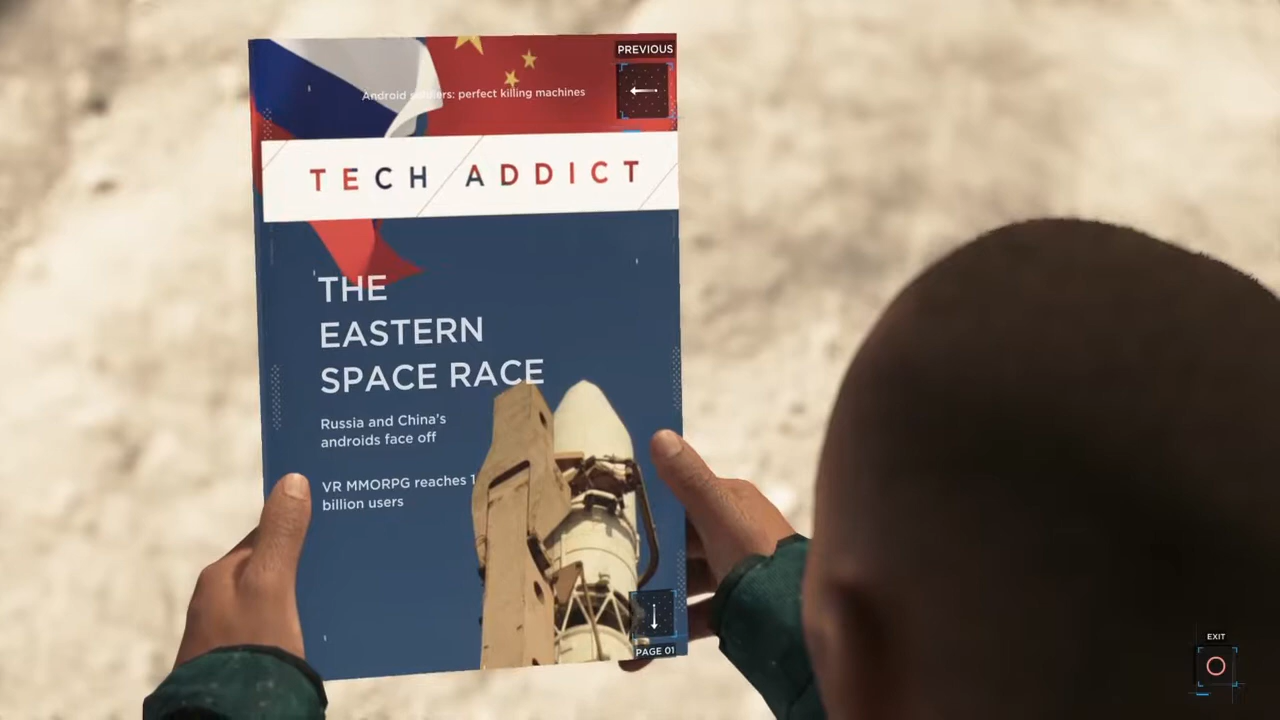 PREVIOUS
Android soldiers: perfect killing machines
TECH ADDICT
THE
EASTERN
SPACE RACE
Russia and China's
androids face off
VR MMORPG reaches 1
billion users
PAGE 01
EXIT